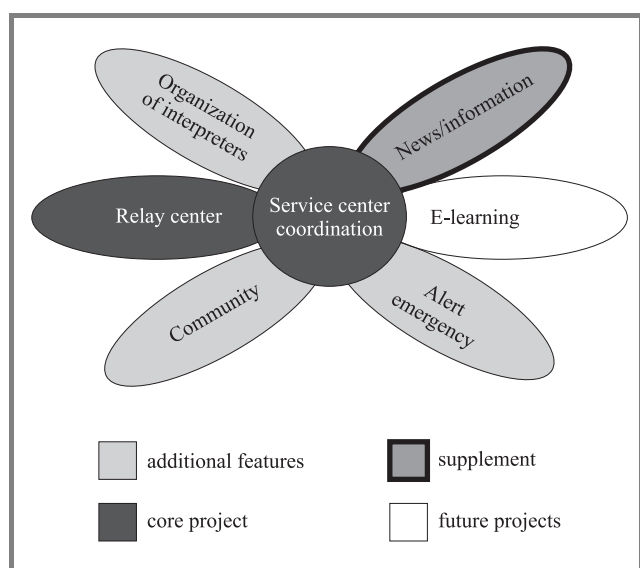 Organization
of interpreters
News/information
Relay center
Service center
coordination
E-learning
Community
Alert
emergency
additional features
supplement
core project
future projects